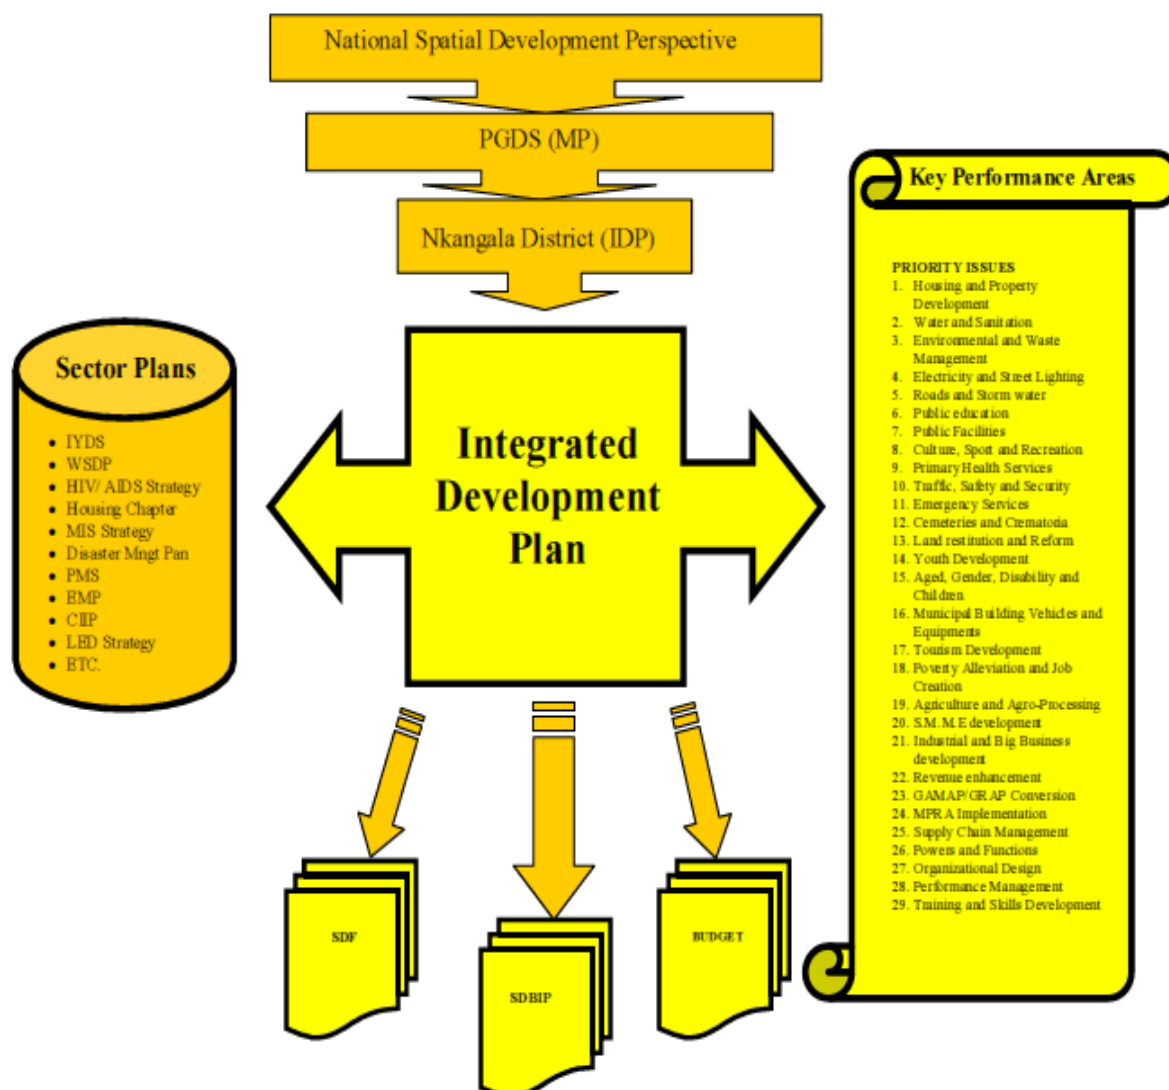 National Spatial Development Perspective
PGDS (MP)
Nkangala District (IDP)
Sector Plans
• IYDS
• WSDP
• HIV/ AIDS Strategy
• Housing Chapter
• MIS Strategy
• Disaster Mngt Pan
• PMS
• EMP
• CIIP
• LED Strategy
• ETC.
Integrated
Development
Plan
Key Performance Areas
PRIORITY ISSUES
1. Housing and Property
Development
2. Water and Sanitation
3. Environmental and Waste
Management
4. Electricity and Street Lighting
5. Roads and Storm water
6. Public education
7. Public Facilities
8. Culture, Sport and Recreation
9. Primary Health Services
10. Traffic, Safety and Security
11. Emergency Services
12. Cemeteries and Crematoria
13. Land restitution and Reform
14. Youth Development
15. Aged, Gender, Disability and
Children
16. Municipal Building Vehicles and
Equipments
17. Tourism Development
18. Poverty Alleviation and Job
Creation
19. Agriculture and Agro-Processing
20. S.M.M.E development
21. Industrial and Big Business
development
22. Revenue enhancement
23. GAMAP/GRAP Conversion
24. MPRA Implementation
25. Supply Chain Management
26. Powers and Functions
27. Organizational Design
28. Performance Management
29. Training and Skills Development
SDF
SDBIP
BUDGET